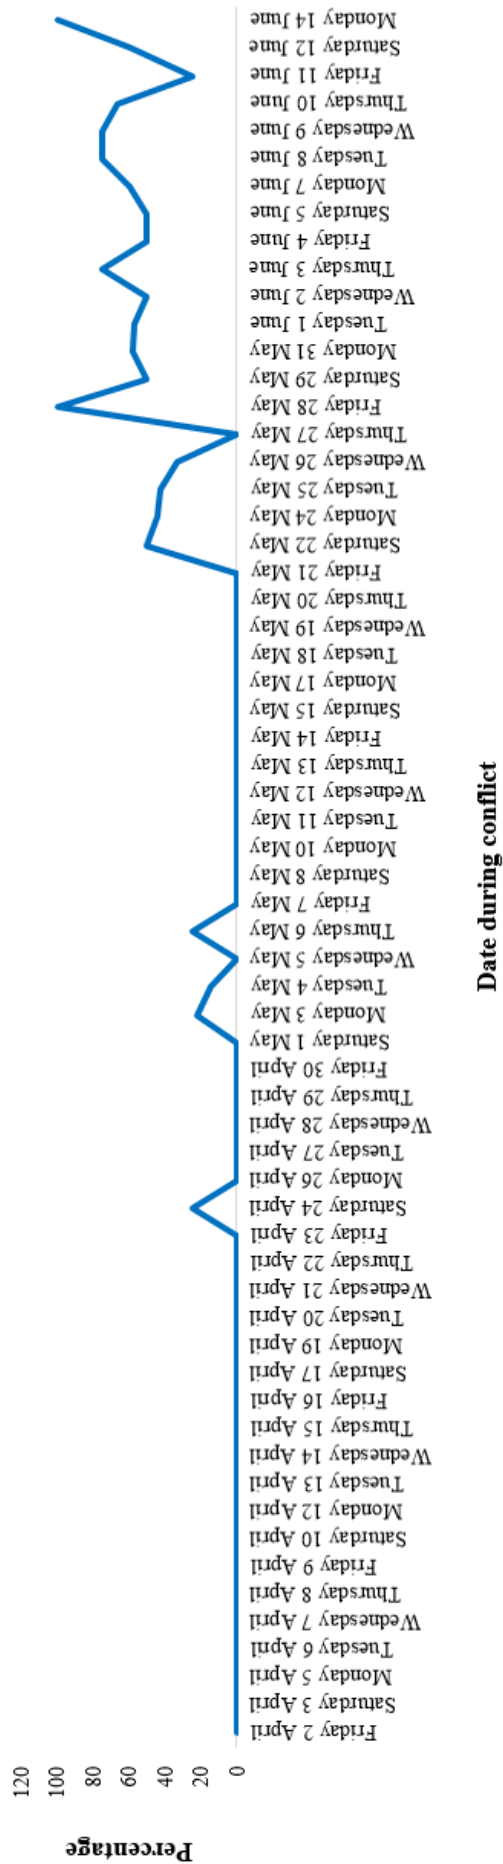 Percentage
120
100
80
60
40
20
0
Friday 2 April
Saturday 3 April
Monday 5 April
Tuesday 6 April
Wednesday 7 April
Thursday 8 April
Friday 9 April
Saturday 10 April
Monday 12 April
Tuesday 13 April
Wednesday 14 April
Thursday 15 April
Friday 16 April
Saturday 17 April
Monday 19 April
Tuesday 20 April
Wednesday 21 April
Thursday 22 April
Friday 23 April
Saturday 24 April
Monday 26 April
Tuesday 27 April
Wednesday 28 April
Thursday 29 April
Friday 30 April
Saturday 1 May
Monday 3 May
Tuesday 4 May
Wednesday 5 May
Thursday 6 May
Friday 7 May
Saturday 8 May
Monday 10 May
Tuesday 11 May
Wednesday 12 May
Thursday 13 May
Friday 14 May
Saturday 15 May
Monday 17 May
Tuesday 18 May
Wednesday 19 May
Thursday 20 May
Friday 21 May
Saturday 22 May
Monday 24 May
Tuesday 25 May
Wednesday 26 May
Thursday 27 May
Friday 28 May
Saturday 29 May
Monday 31 May
Tuesday 1 June
Wednesday 2 June
Thursday 3 June
Friday 4 June
Saturday 5 June
Monday 7 June
Tuesday 8 June
Wednesday 9 June
Thursday 10 June
Friday 11 June
Saturday 12 June
Monday 14 June
Date during conflict